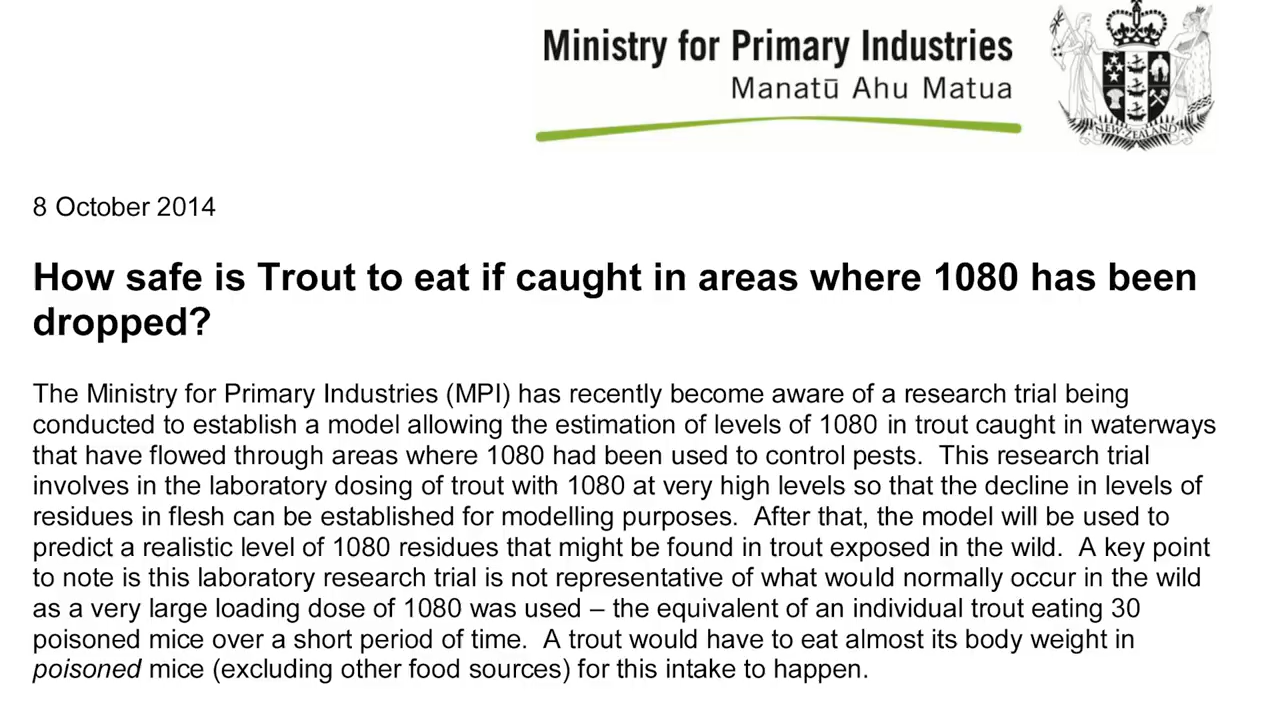 Ministry for Primary Industries
Manatū Ahu Matua
NEW ZEALAND
8 October 2014
How safe is Trout to eat if caught in areas where 1080 has been
dropped?
The Ministry for Primary Industries (MPI) has recently become aware of a research trial being
conducted to establish a model allowing the estimation of levels of 1080 in trout caught in waterways
that have flowed through areas where 1080 had been used to control pests.  This research trial
involves in the laboratory dosing of trout with 1080 at very high levels so that the decline in levels of
residues in flesh can be established for modelling purposes.  After that, the model will be used to
predict a realistic level of 1080 residues that might be found in trout exposed in the wild.  A key point
to note is this laboratory research trial is not representative of what would normally occur in the wild
as a very large loading dose of 1080 was used – the equivalent of an individual trout eating 30
poisoned mice over a short period of time.  A trout would have to eat almost its body weight in
poisoned mice (excluding other food sources) for this intake to happen.